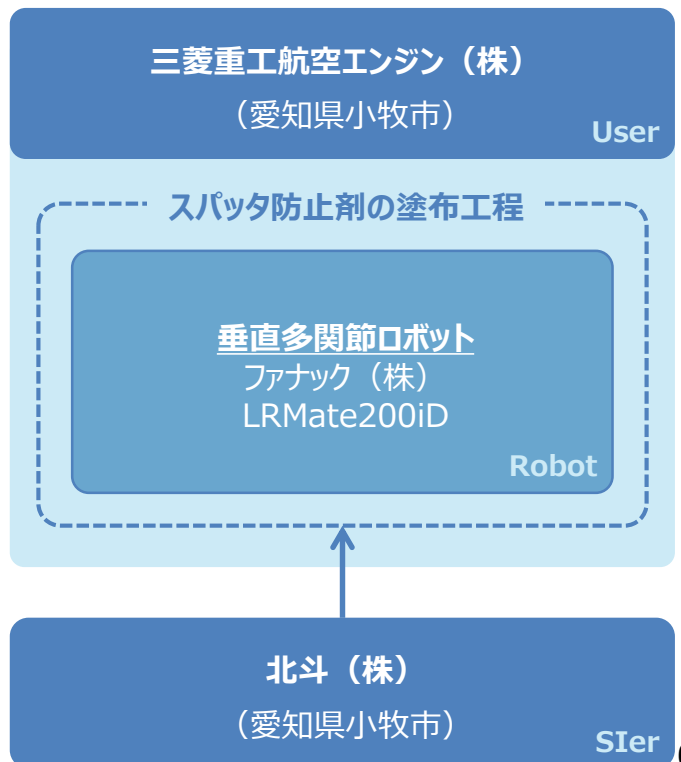 三菱重工航空エンジン（株）
（愛知県小牧市）
User
スパッタ防止剤の塗布工程
垂直多関節ロボット
ファナック（株）
LRMate200iD
Robot
北斗（株）
（愛知県小牧市）
SIer